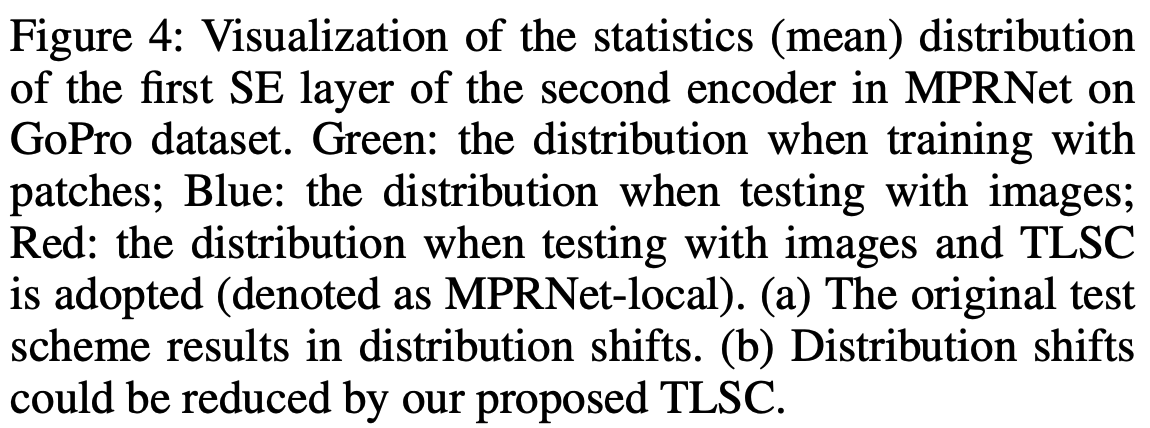 Figure 4: Visualization of the statistics (mean) distribution
of the first SE layer of the second encoder in MPRNet on
GoPro dataset. Green: the distribution when training with
patches; Blue: the distribution when testing with images;
Red: the distribution when testing with images and TLSC
is adopted (denoted as MPRNet-local). (a) The original test
scheme results in distribution shifts. (b) Distribution shifts
could be reduced by our proposed TLSC.